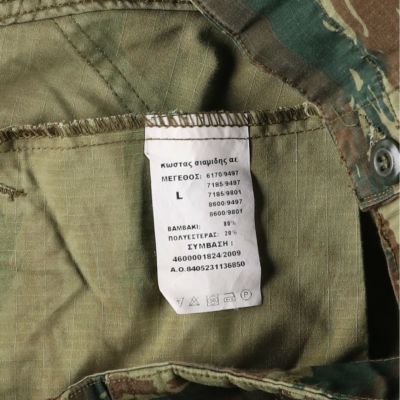 κωστας σιαμιδης αε
ΜΕΓΕΘΟΣ: 6170/9497
L 7185/9497
7185/9801
8600/9497
8600/9801
ΒΑΜΒΑΚΙ: 80%
ΠΟΛΥΕΣΤΕΡΑΣ: 20%
ΣΥΜΒΑΣΗ :
4600001824/2009
Α.Ο.8405231136850